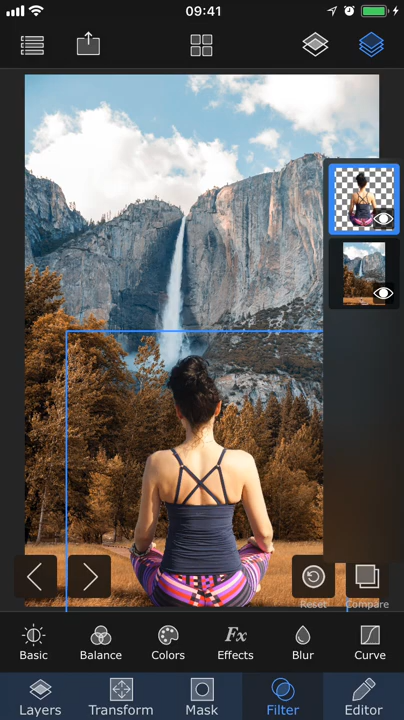 09:41
Reset
Compare
Basic
Balance
Colors
Fx
Effects
Blur
Curve
Layers
Transform
Mask
Filter
Editor